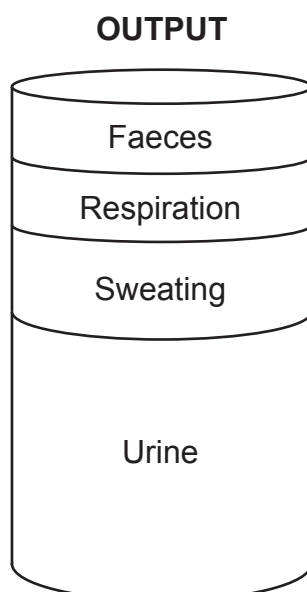 OUTPUT
Faeces
Respiration
Sweating
Urine